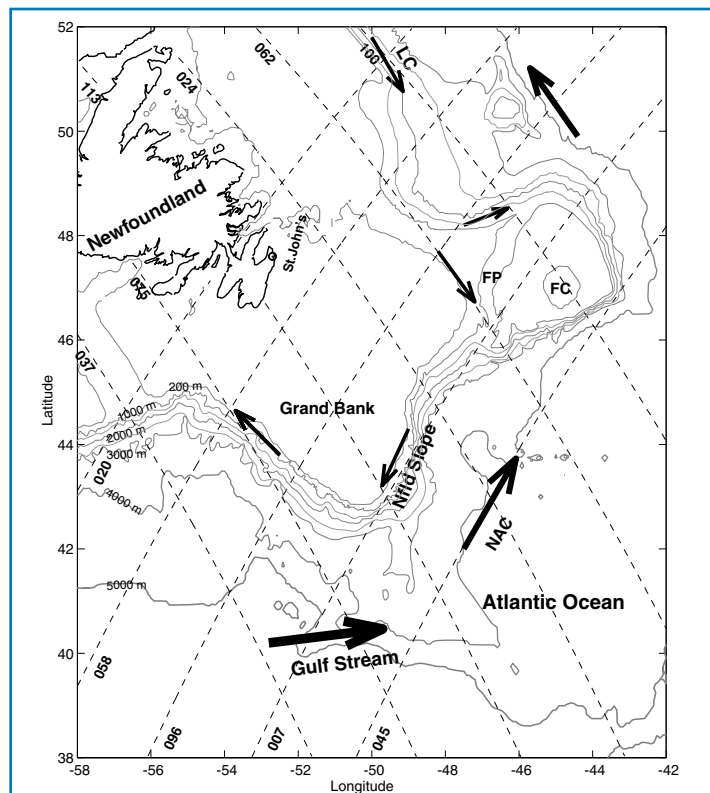 52
50
48
46
44
42
40
38
Latitude
-58
-56
-54
-52
-50
-48
-46
-44
-42
Longitude
113
024
062
100
LC
Newfoundland
St.John's
075
037
FP
FC
200 m
1000 m
2000 m
3000 m
4000 m
5000 m
020
Grand Bank
Nfld Slope
NAC
Atlantic Ocean
Gulf Stream
058
096
007
045